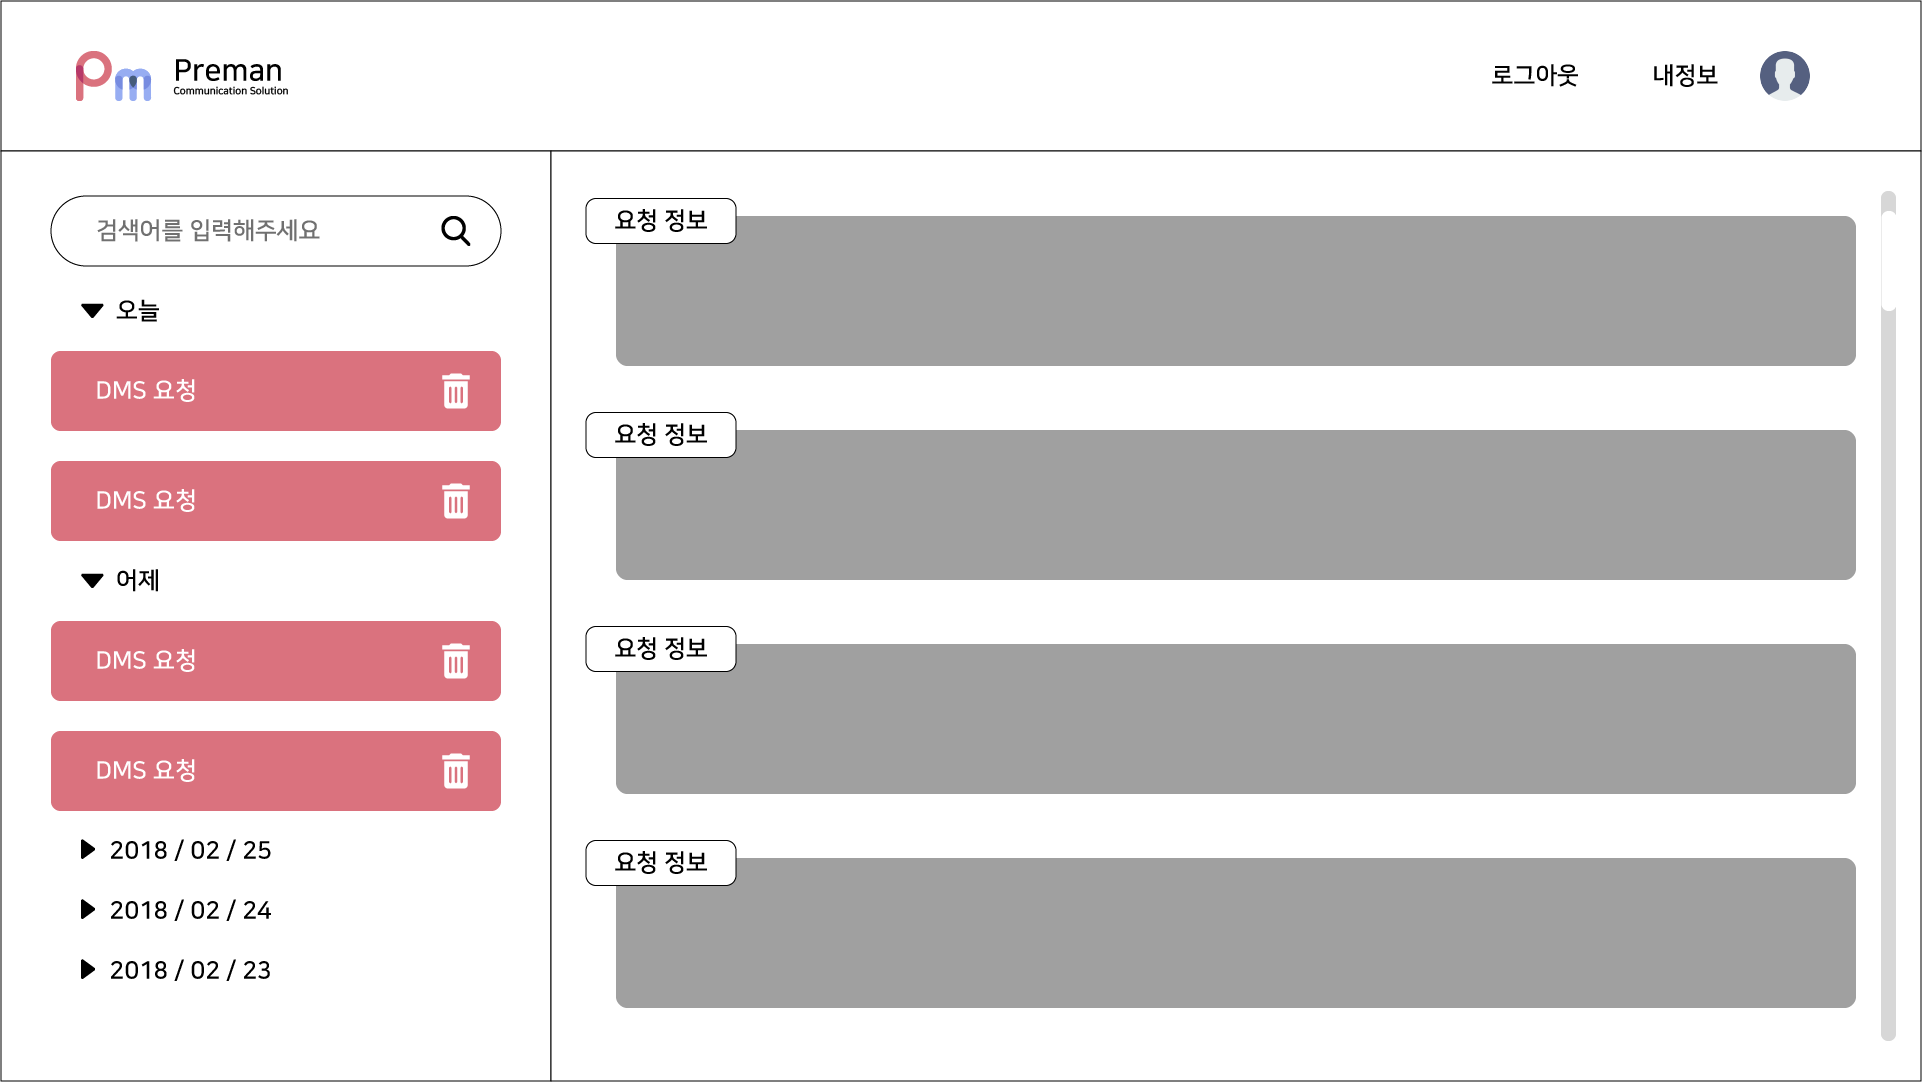 Pm
Preman
Communication Solution
로그아웃
내정보
검색어를 입력해주세요
오늘
DMS 요청
DMS 요청
어제
DMS 요청
DMS 요청
2018 / 02 / 25
2018 / 02 / 24
2018 / 02 / 23
요청 정보
요청 정보
요청 정보
요청 정보